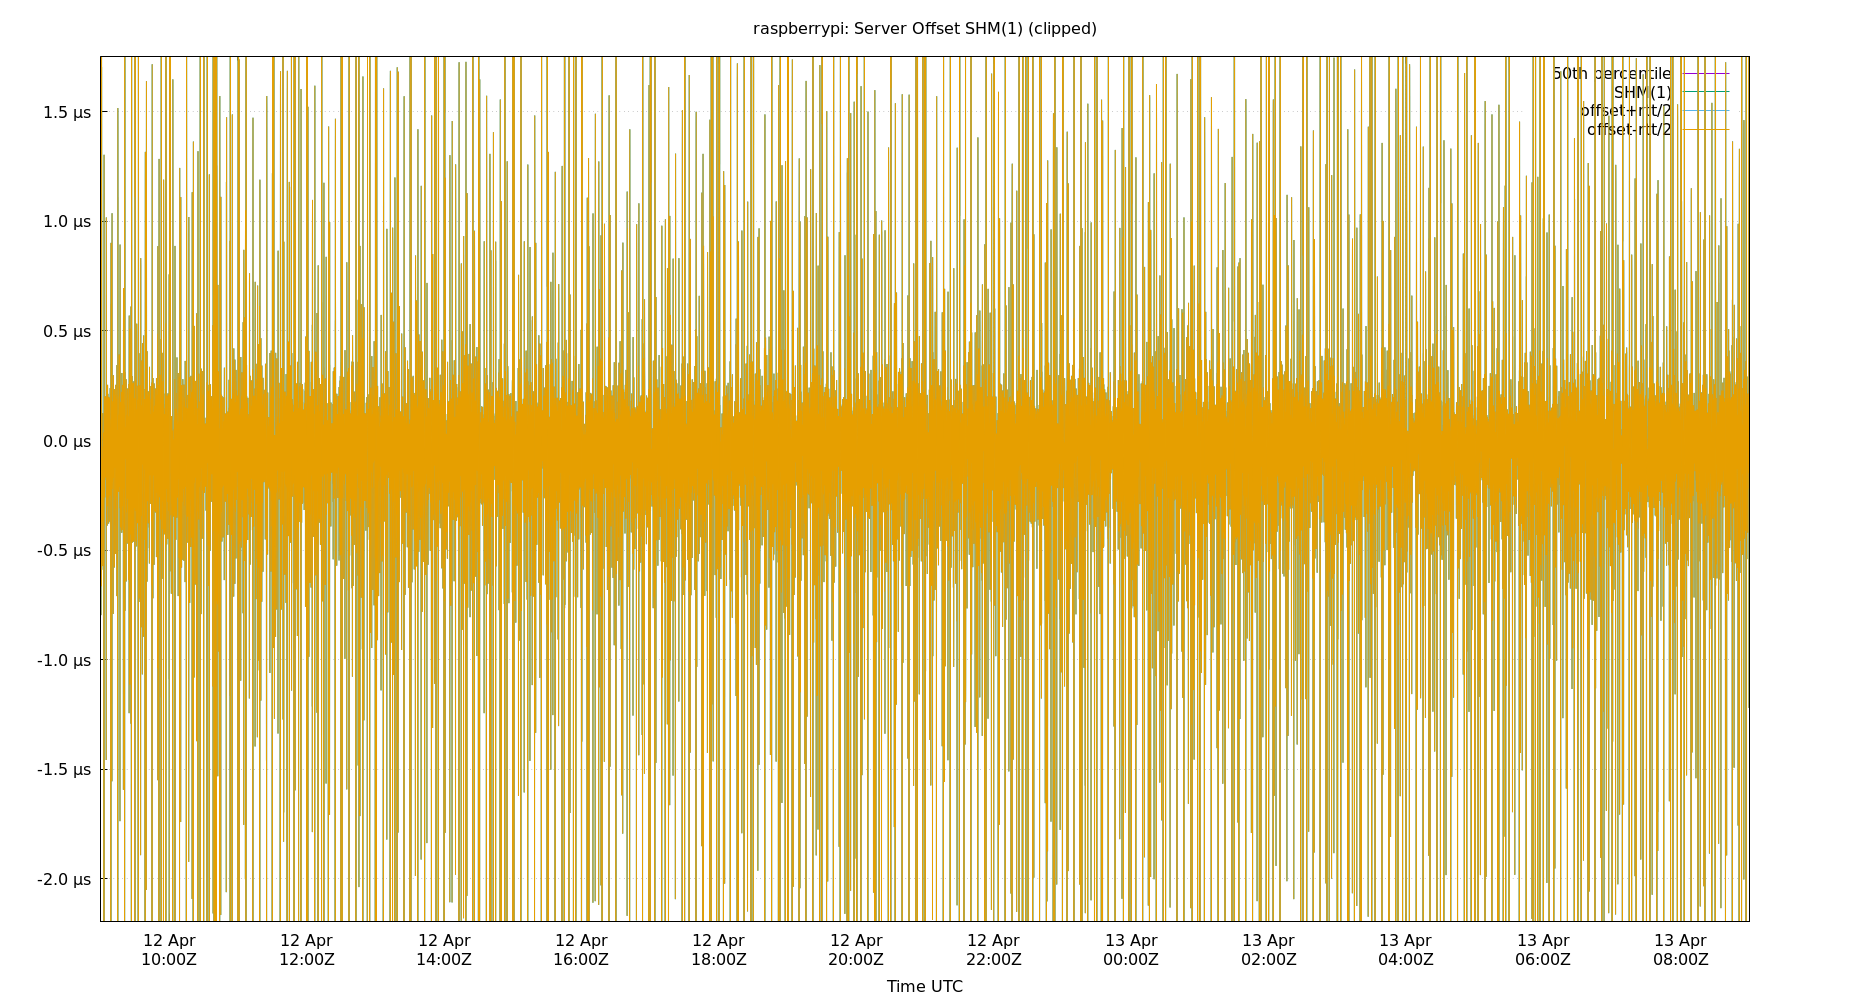 raspberrypi: Server Offset SHM(1) (clipped)
50th percentile
SHM(1)
offset+rtt/2
offset-rtt/2
1.5 µs
1.0 µs
0.5 µs
0.0 µs
-0.5 µs
-1.0 µs
-1.5 µs
-2.0 µs
12 Apr 12 Apr 12 Apr 12 Apr 12 Apr 12 Apr 12 Apr 13 Apr 13 Apr 13 Apr 13 Apr 13 Apr
10:00Z 12:00Z 14:00Z 16:00Z 18:00Z 20:00Z 22:00Z 00:00Z 02:00Z 04:00Z 06:00Z 08:00Z
Time UTC